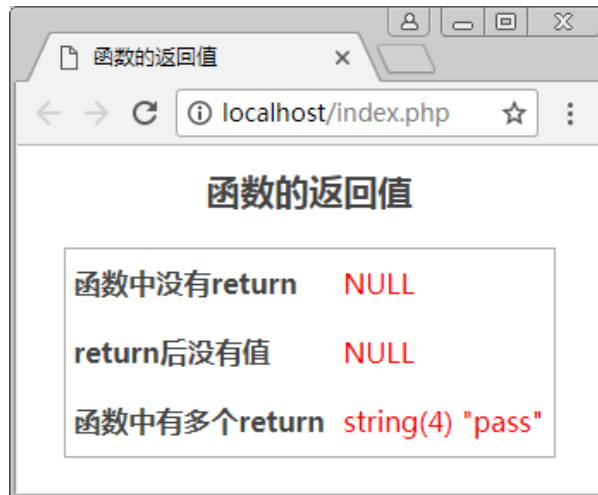 函数的返回值
localhost/index.php
函数的返回值
函数中没有return NULL
return后没有值 NULL
函数中有多个return string(4) "pass"